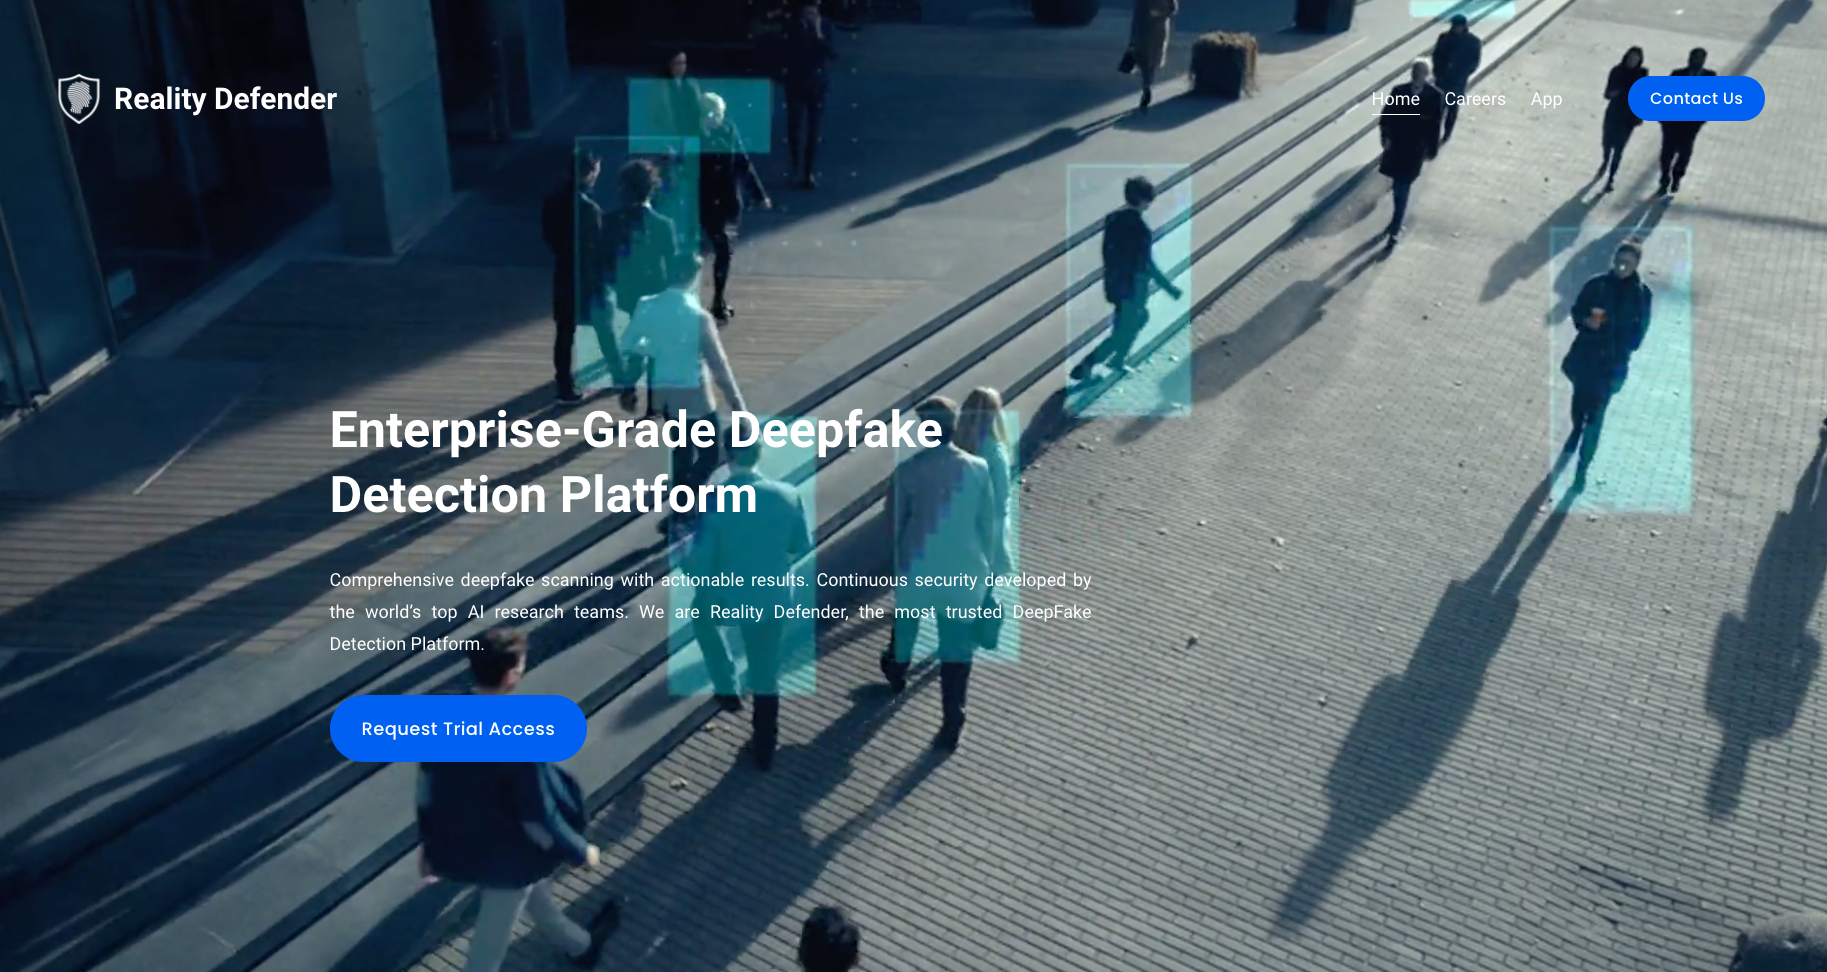 Reality Defender
Home Careers App Contact Us
Enterprise-Grade Deepfake
Detection Platform
Comprehensive deepfake scanning with actionable results. Continuous security developed by
the world’s top AI research teams. We are Reality Defender, the most trusted DeepFake
Detection Platform.
Request Trial Access